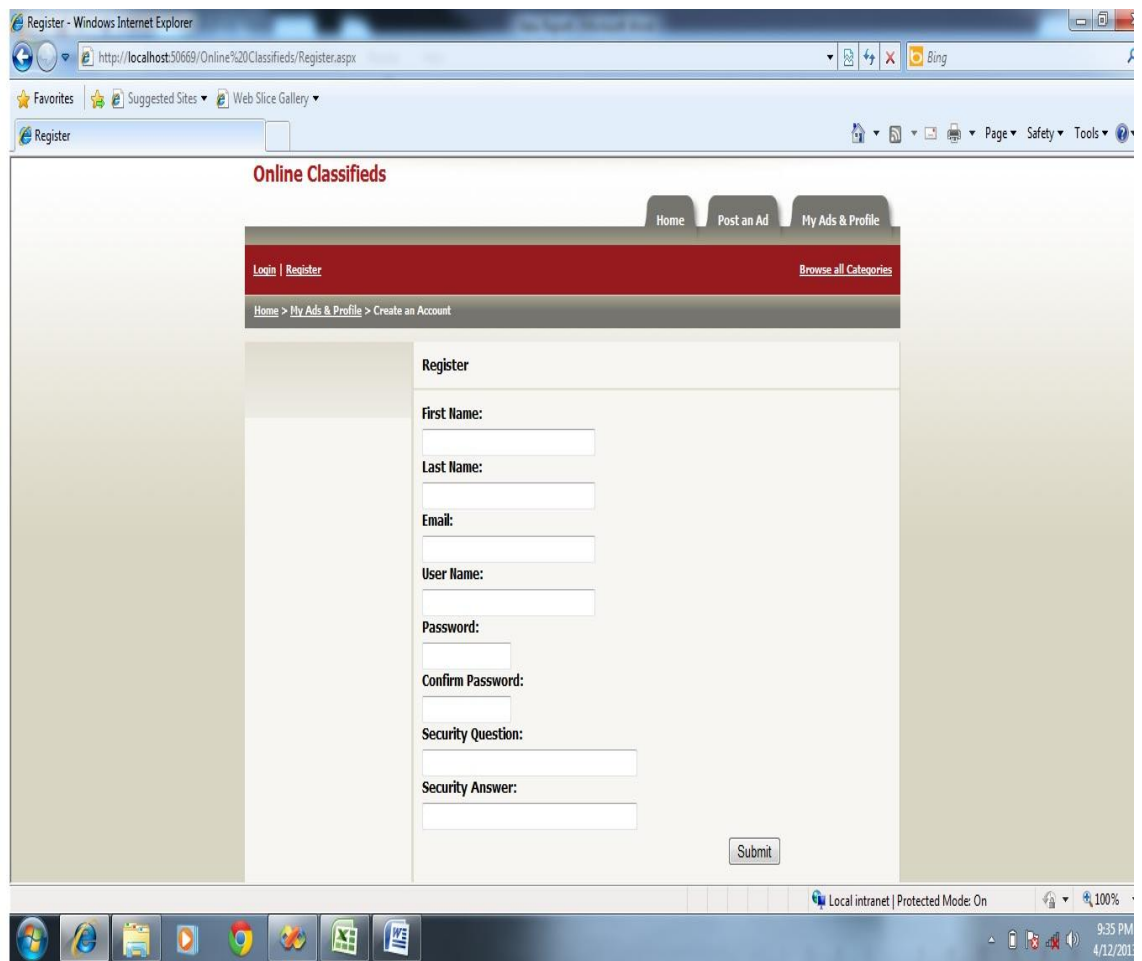 Register - Windows Internet Explorer
http://localhost:50669/Online%20Classifieds/Register.aspx
Bing
Favorites Suggested Sites Web Slice Gallery
Register Page Safety Tools
Online Classifieds
Home Post an Ad My Ads & Profile
Login | Register Browse all Categories
Home > My Ads & Profile > Create an Account
Register
First Name:
Last Name:
Email:
User Name:
Password:
Confirm Password:
Security Question:
Security Answer:
Submit
Local intranet | Protected Mode: On 100%
9:35 PM